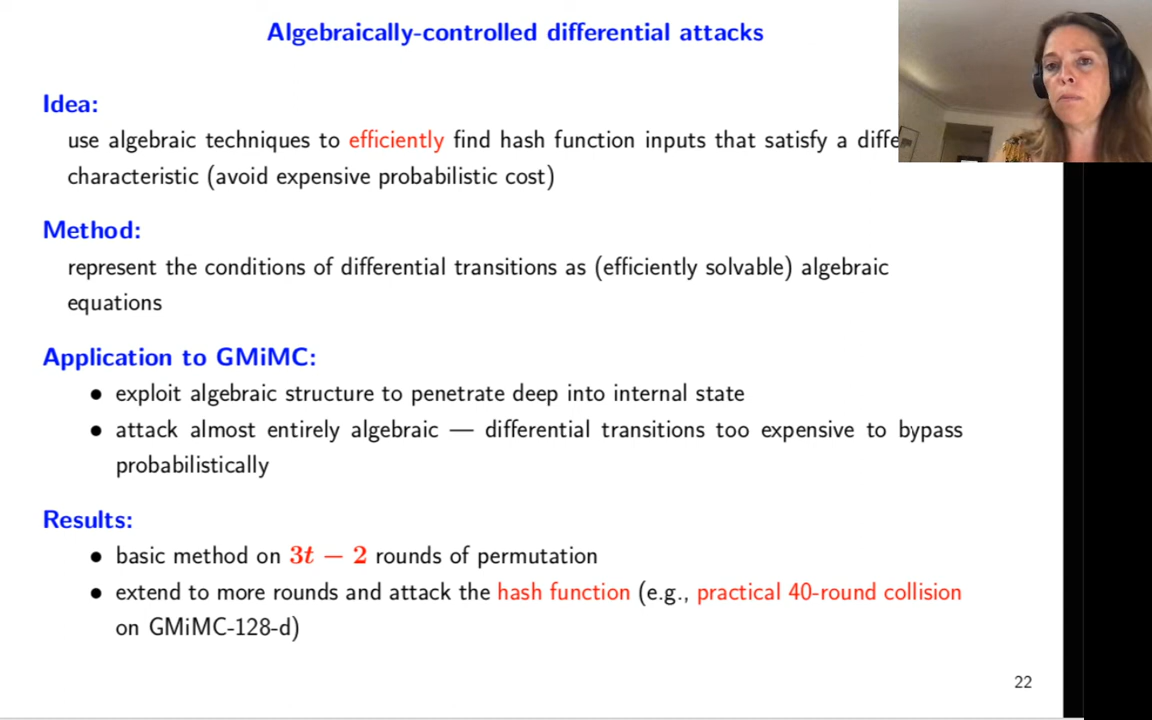 Algebraically-controlled differential attacks
Idea:
use algebraic techniques to efficiently find hash function inputs that satisfy a
characteristic (avoid expensive probabilistic cost)
Method:
represent the conditions of differential transitions as (efficiently solvable) algebraic
equations
Application to GMiMC:
● exploit algebraic structure to penetrate deep into internal state
● attack almost entirely algebraic — differential transitions too expensive to bypass
probabilistically
Results:
● basic method on 3t − 2 rounds of permutation
● extend to more rounds and attack the hash function (e.g., practical 40-round collision
on GMiMC-128-d)
22